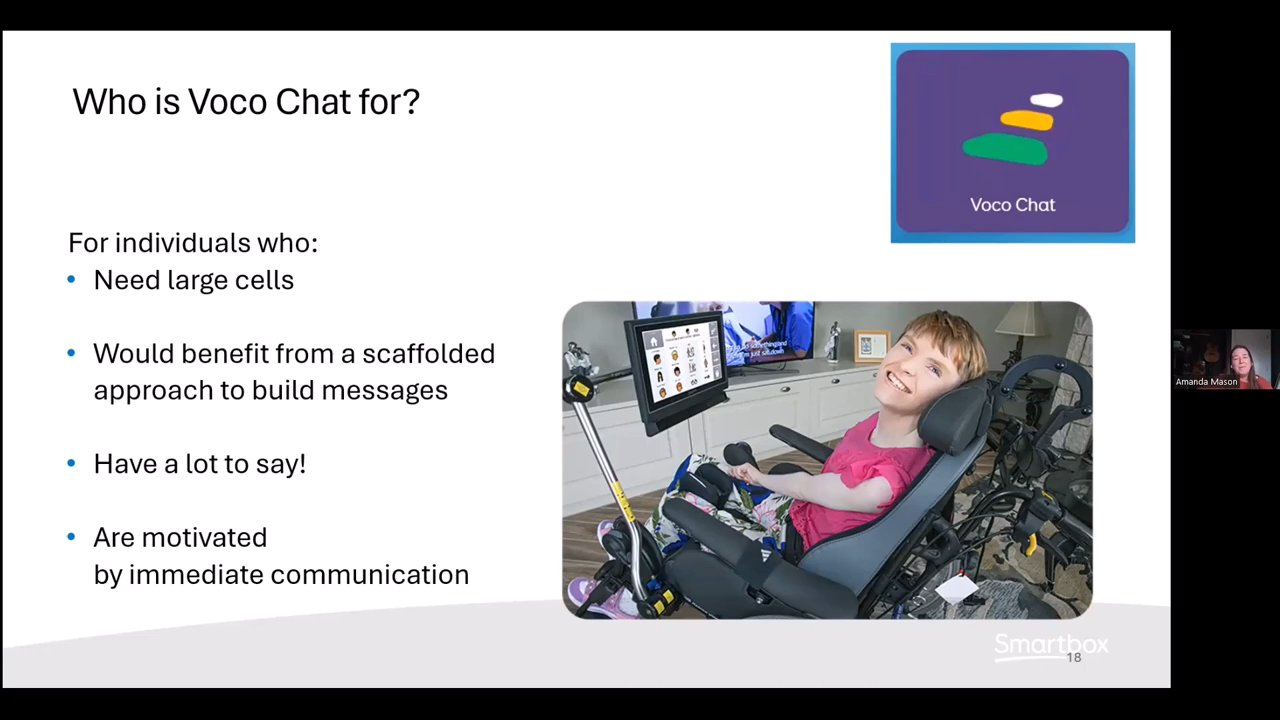 Who is Voco Chat for?
Voco Chat
For individuals who:
• Need large cells
• Would benefit from a scaffolded
approach to build messages
• Have a lot to say!
• Are motivated
by immediate communication
Amanda Mason
Smartbox
18